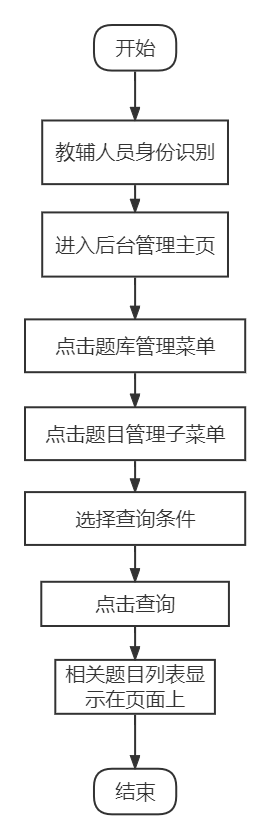 开始
教辅人员身份识别
进入后台管理主页
点击题库管理菜单
点击题目管理子菜单
选择查询条件
点击查询
相关题目列表显
示在页面上
结束